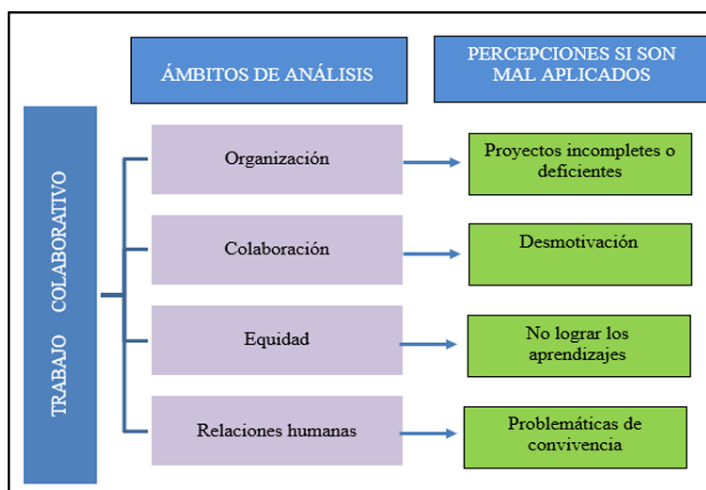 ÁMBITOS DE ANÁLISIS
PERCEPCIONES SI SON
MAL APLICADOS
TRABAJO COLABORATIVO
Organización
Proyectos incompletes o
deficientes
Colaboración
Desmotivación
Equidad
No lograr los
aprendizajes
Relaciones humanas
Problemáticas de
convivencia